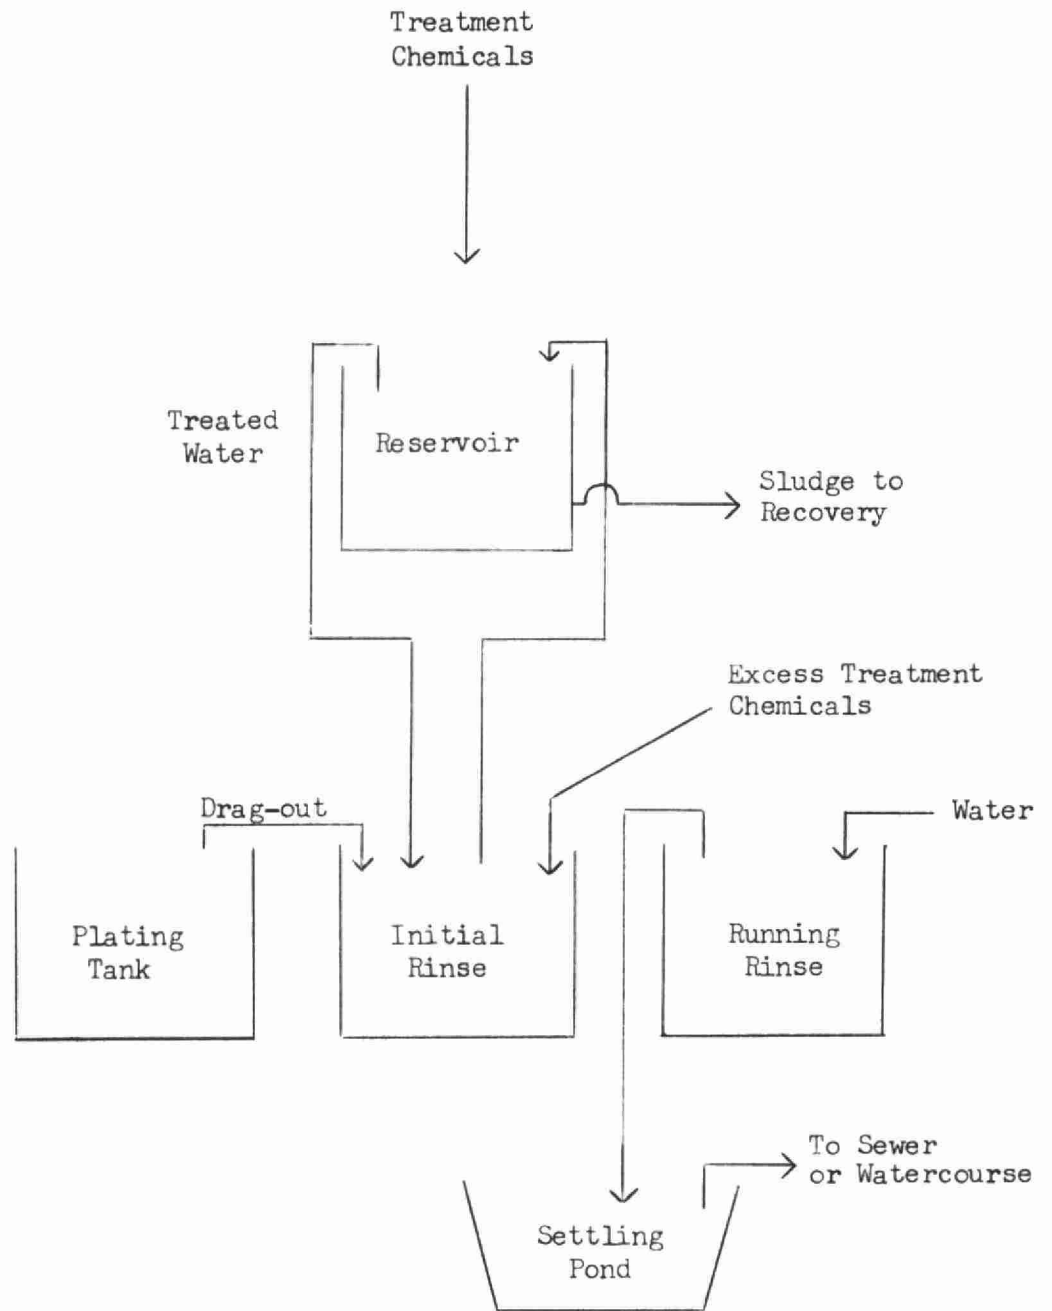 Treatment
Chemicals
Treated
Water
Reservoir
Sludge to
Recovery
Excess Treatment
Chemicals
Drag-out
Water
Plating
Tank
Initial
Rinse
Running
Rinse
To Sewer
or Watercourse
Settling
Pond